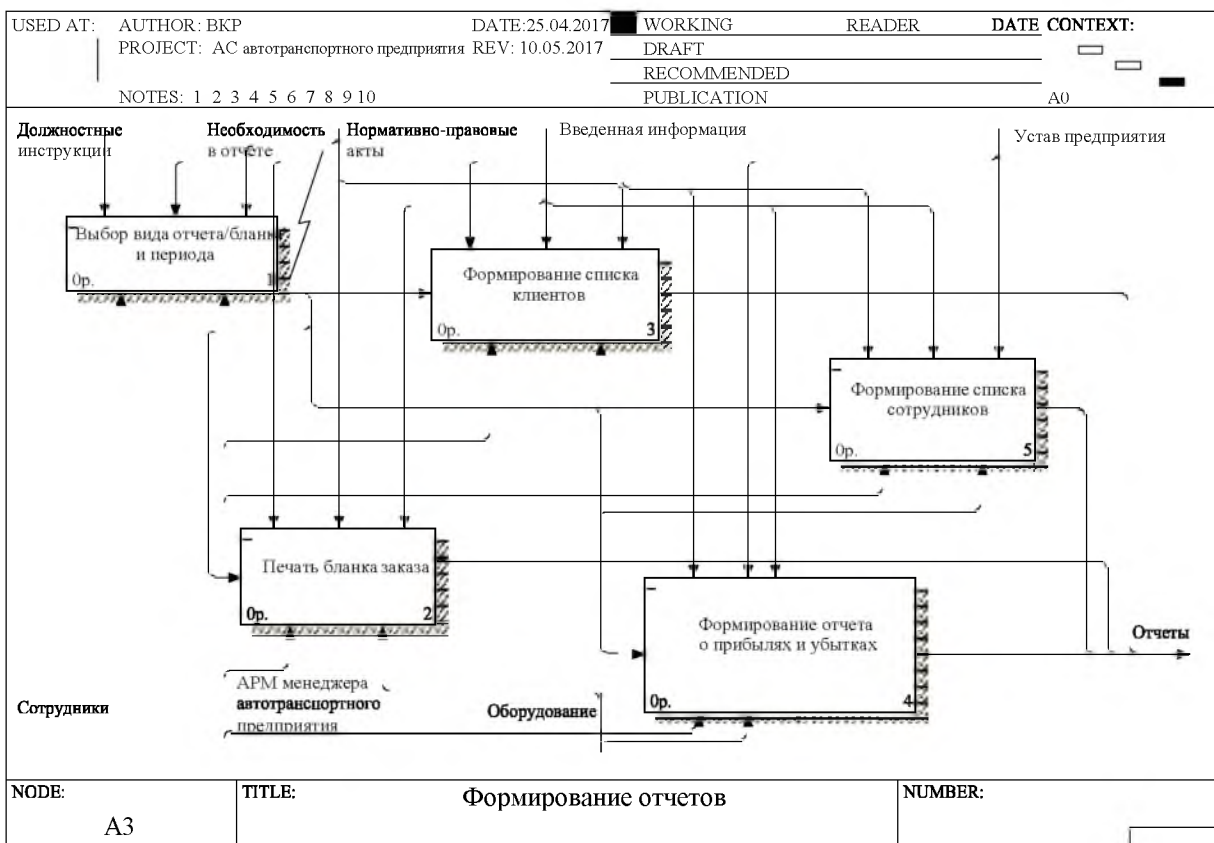 USED AT: AUTHOR: ВКР DATE:25.04.2017 WORKING READER DATE CONTEXT:
PROJECT: АС автотранспортного предприятия REV: 10.05.2017 DRAFT
RECOMMENDED
NOTES: 1 2 3 4 5 6 7 8 9 10 PUBLICATION A0
Должностные Необходимость Нормативно-правовые Введенная информация Устав предприятия
инструкции в отчете акты
Выбор вида отчета/бланка
и периода
0р. 1
Формирование списка
клиентов
0р. 3
Формирование списка
сотрудников
0р. 5
Печать бланка заказа
0р. 2
Формирование отчета
о прибылях и убытках
0р. 4
Отчеты
АРМ менеджера
автотранспортного
предприятия
Сотрудники
Оборудование
NODE: TITLE: Формирование отчетов NUMBER:
A3